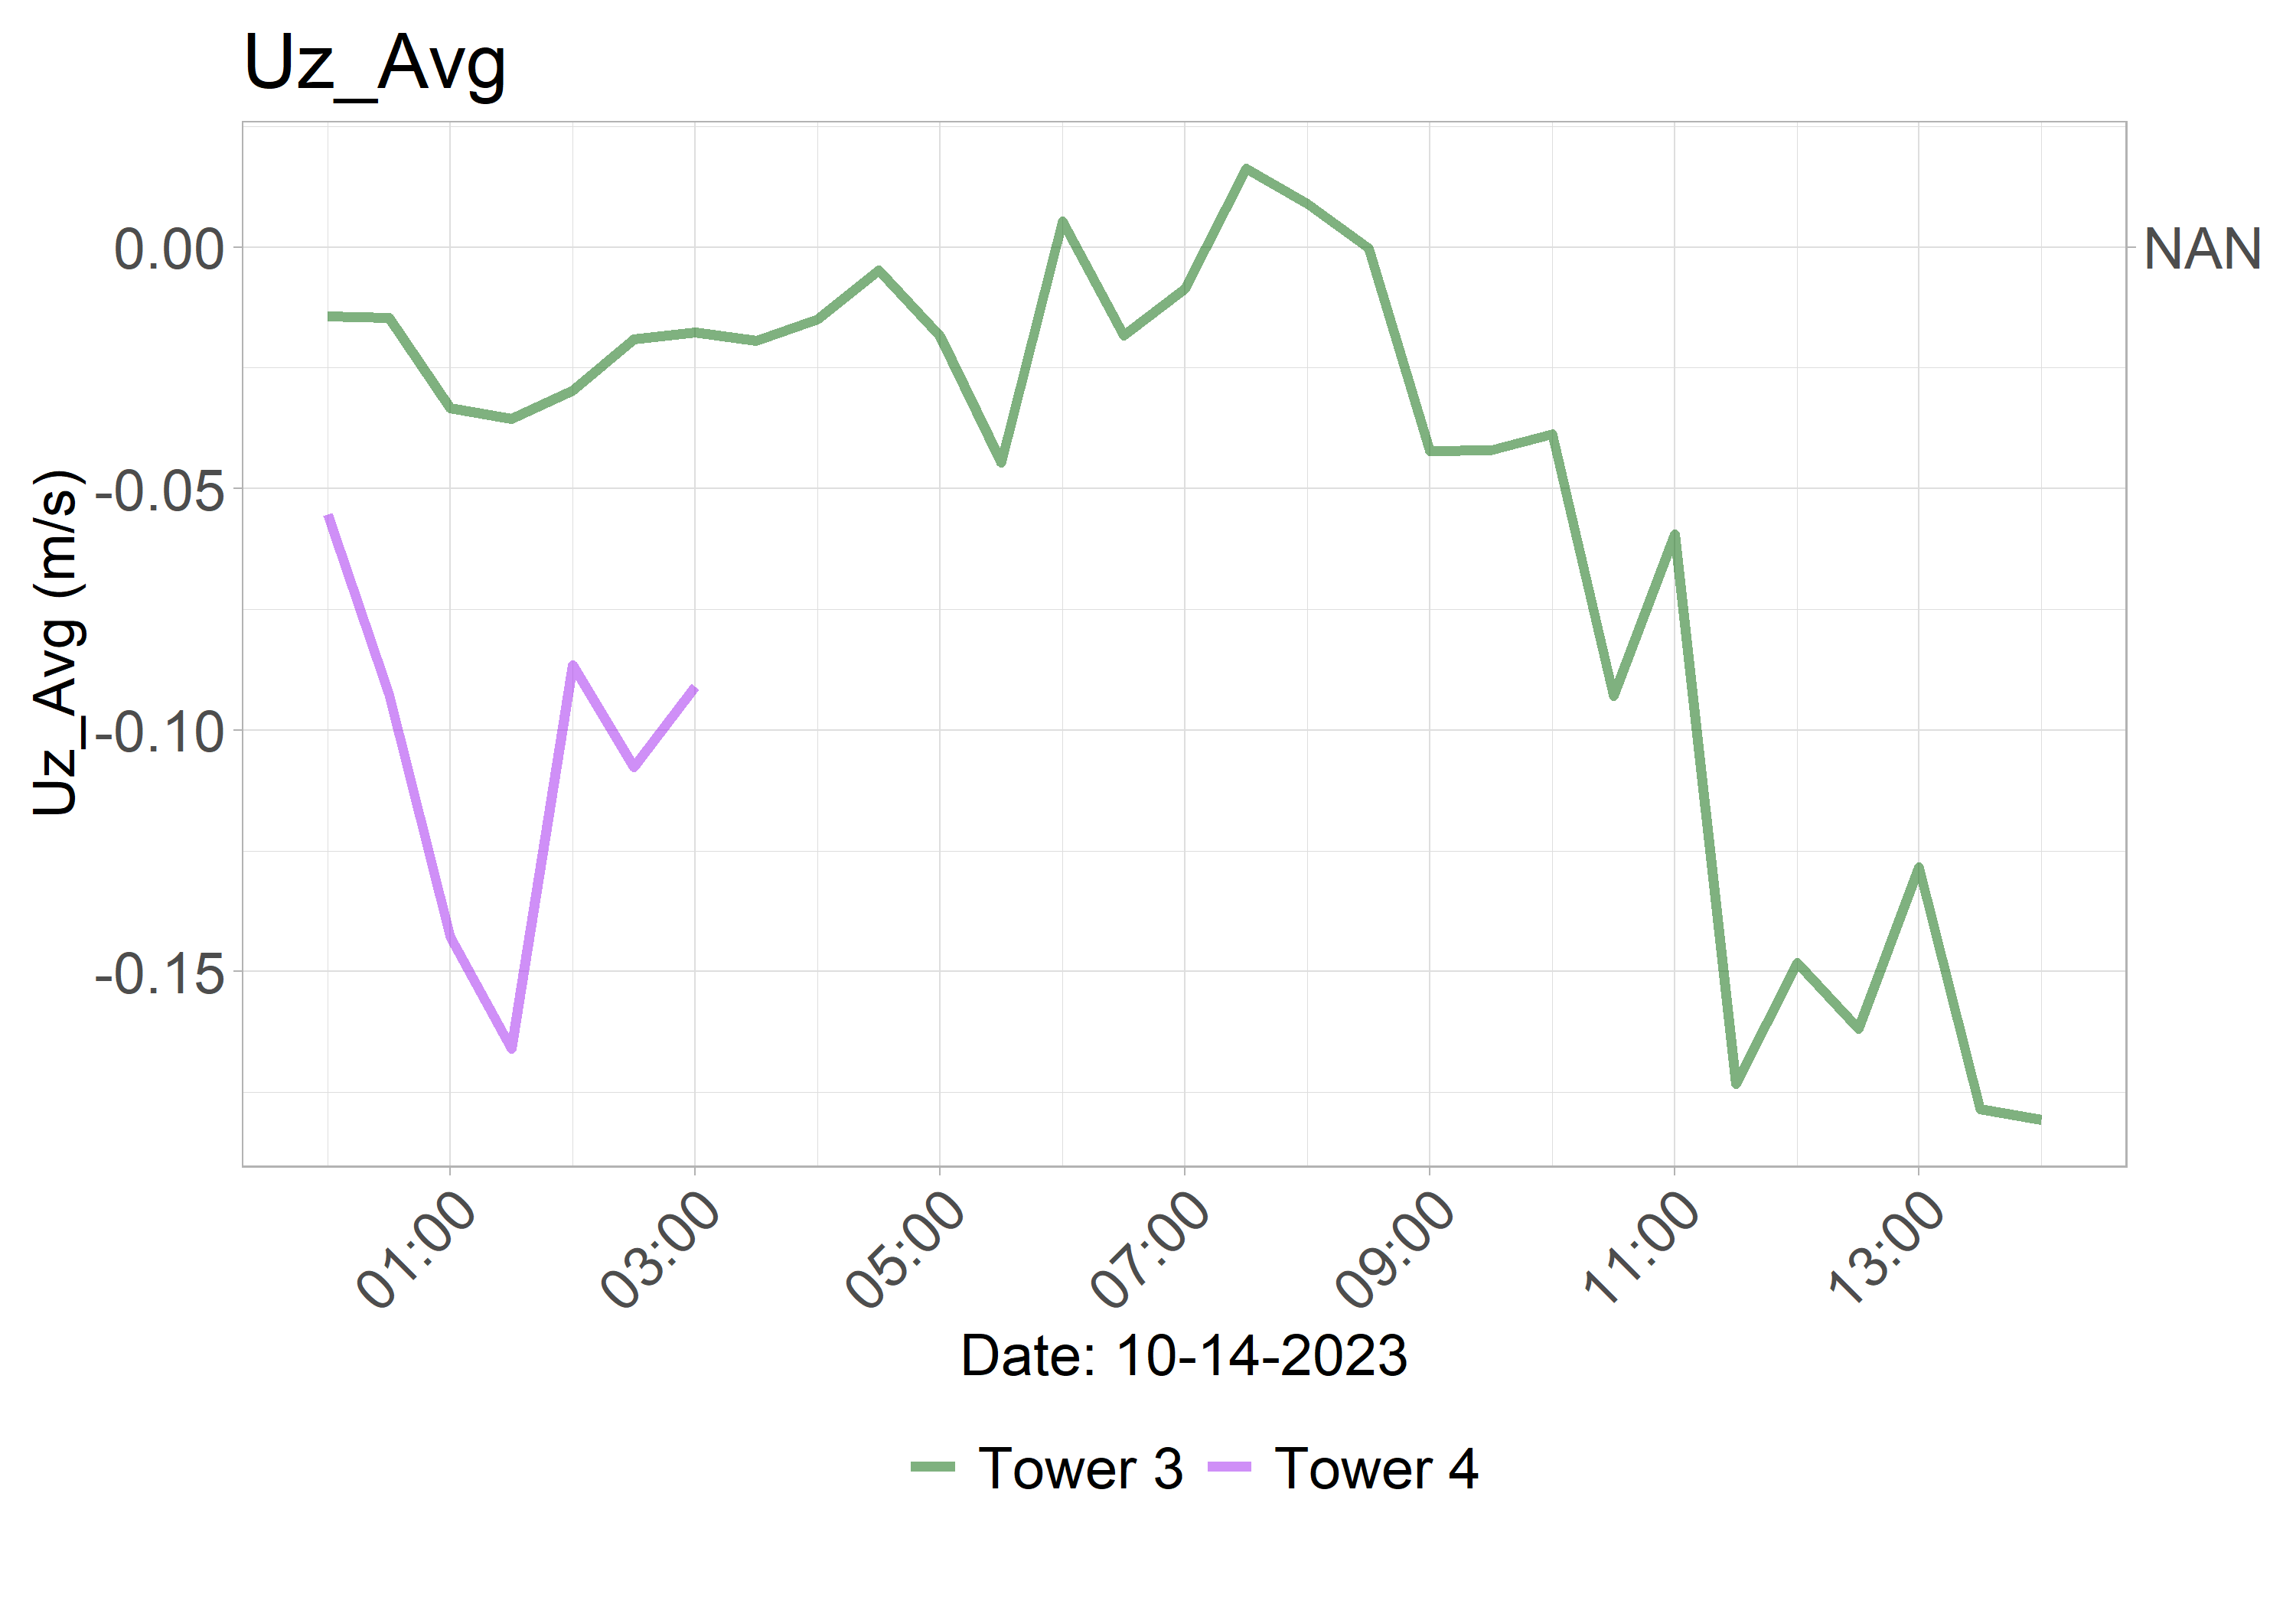 Uz_Avg
0.00
NAN
-0.05
-0.10
-0.15
Uz_Avg (m/s)
01:00 03:00 05:00 07:00 09:00 11:00 13:00
Date: 10-14-2023
Tower 3 Tower 4